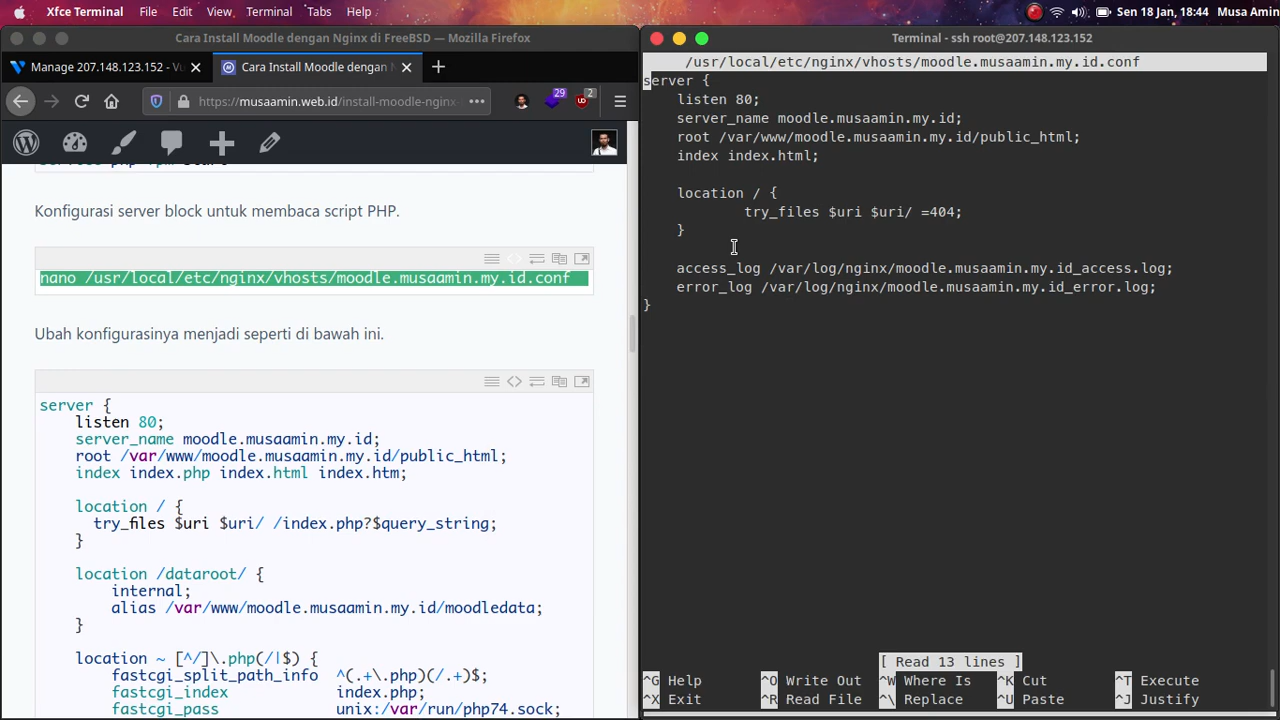 Xfce Terminal File Edit View Terminal Tabs Help Sen 18 Jan, 18:44 Musa Amin
Cara Install Moodle dengan Nginx di FreeBSD — Mozilla Firefox
Manage 207.148.123.152 - Vu
Cara Install Moodle dengan N
https://musaamin.web.id/install-moodle-nginx-
29
2
Konfigurasi server block untuk membaca script PHP.
nano /usr/local/etc/nginx/vhosts/moodle.musaamin.my.id.conf
Ubah konfigurasinya menjadi seperti di bawah ini.
server {
listen 80;
server_name moodle.musaamin.my.id;
root /var/www/moodle.musaamin.my.id/public_html;
index index.php index.html index.htm;
location / {
try_files $uri $uri/ /index.php?$query_string;
}
location /dataroot/ {
internal;
alias /var/www/moodle.musaamin.my.id/moodledata;
}
location ~ [^/]\.php(/|$) {
fastcgi_split_path_info ^(.+\.php)(/.+)$;
fastcgi_index index.php;
fastcgi_pass unix:/var/run/php74.sock;
Terminal - ssh root@207.148.123.152
/usr/local/etc/nginx/vhosts/moodle.musaamin.my.id.conf
server {
listen 80;
server_name moodle.musaamin.my.id;
root /var/www/moodle.musaamin.my.id/public_html;
index index.html;
location / {
try_files $uri $uri/ =404;
}
access_log /var/log/nginx/moodle.musaamin.my.id_access.log;
error_log /var/log/nginx/moodle.musaamin.my.id_error.log;
}
[ Read 13 lines ]
^G Help ^O Write Out ^W Where Is ^K Cut ^T Execute
^X Exit ^R Read File ^\ Replace ^U Paste ^J Justify